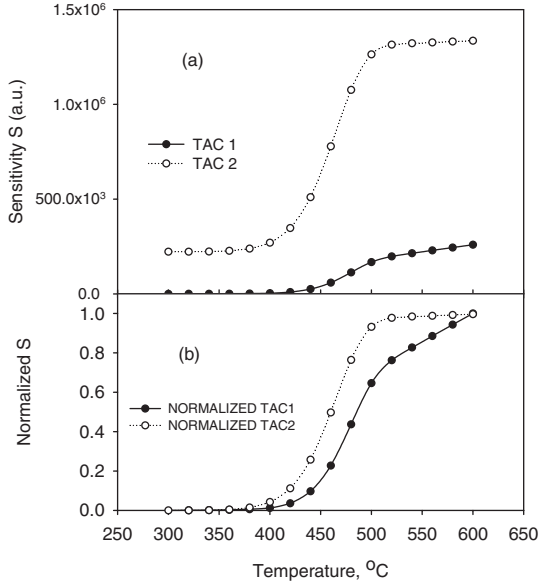 1.5x10⁶
(a)
1.0x10⁶
Sensitivity S (a.u.)
TAC 1
TAC 2
500.0x10³
0.0
1.0
(b)
0.8
Normalized S
0.6
NORMALIZED TAC1
NORMALIZED TAC2
0.4
0.2
0.0
250 300 350 400 450 500 550 600 650
Temperature, ⁰C